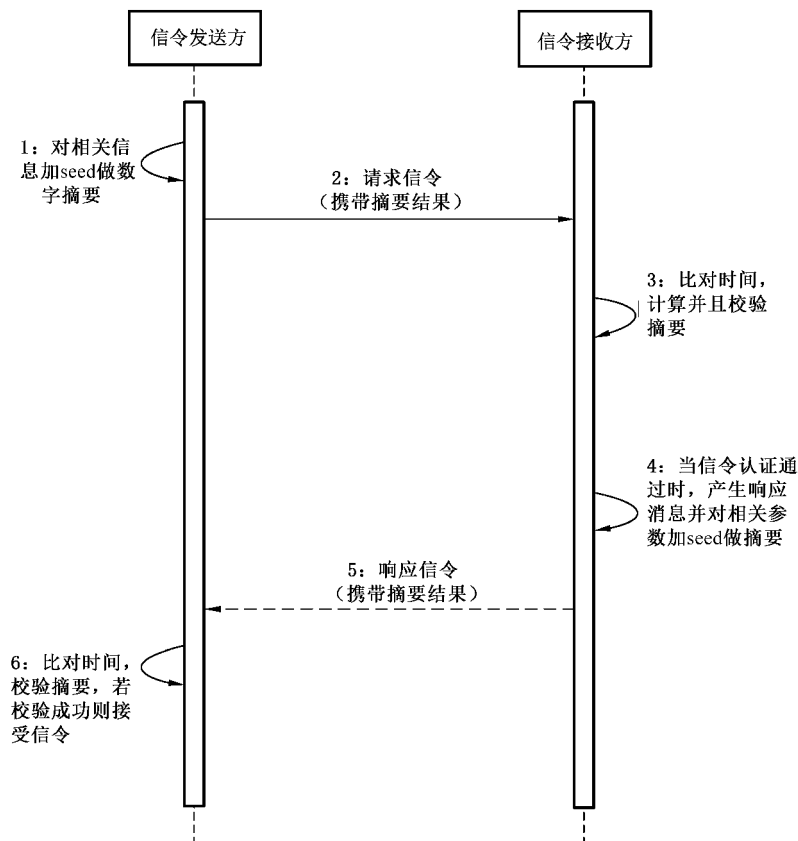 信令发送方
信令接收方
1：对相关信
息加seed做数
字摘要
2：请求信令
（携带摘要结果）
3：比对时间，
计算并且校验
摘要
4：当信令认证通
过时，产生响应
消息并对相关参
数加seed做摘要
5：响应信令
（携带摘要结果）
6：比对时间，
校验摘要，若
校验成功则接
受信令